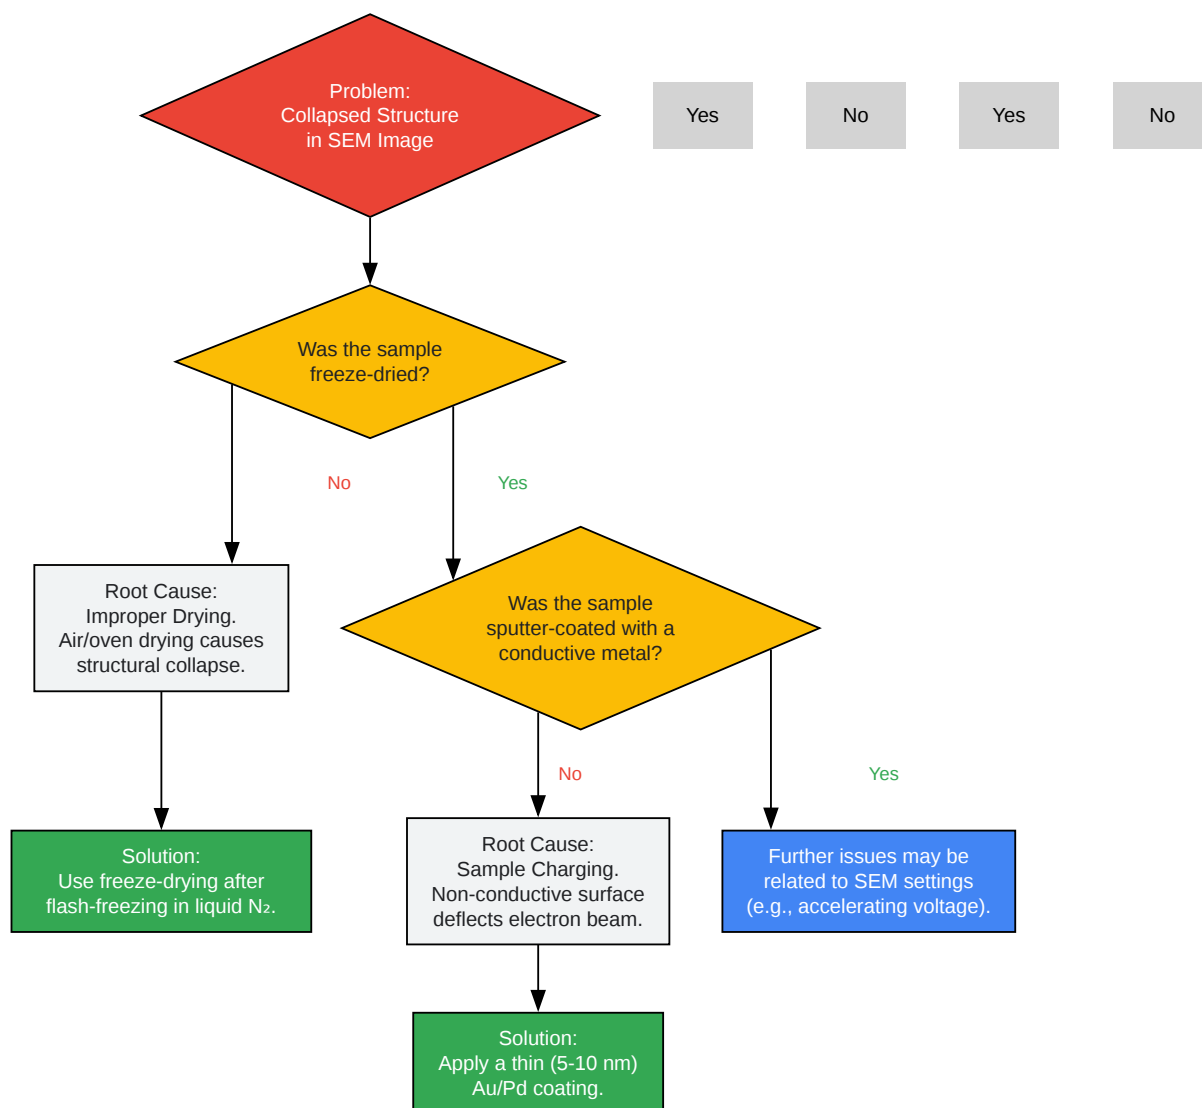 Problem:
Collapsed Structure
in SEM Image
Yes
No
Yes
No
Was the sample
freeze-dried?
No
Yes
Root Cause:
Improper Drying.
Air/oven drying causes
structural collapse.
Was the sample
sputter-coated with a
conductive metal?
No
Yes
Solution:
Use freeze-drying after
flash-freezing in liquid N₂.
Root Cause:
Sample Charging.
Non-conductive surface
deflects electron beam.
Further issues may be
related to SEM settings
(e.g., accelerating voltage).
Solution:
Apply a thin (5-10 nm)
Au/Pd coating.